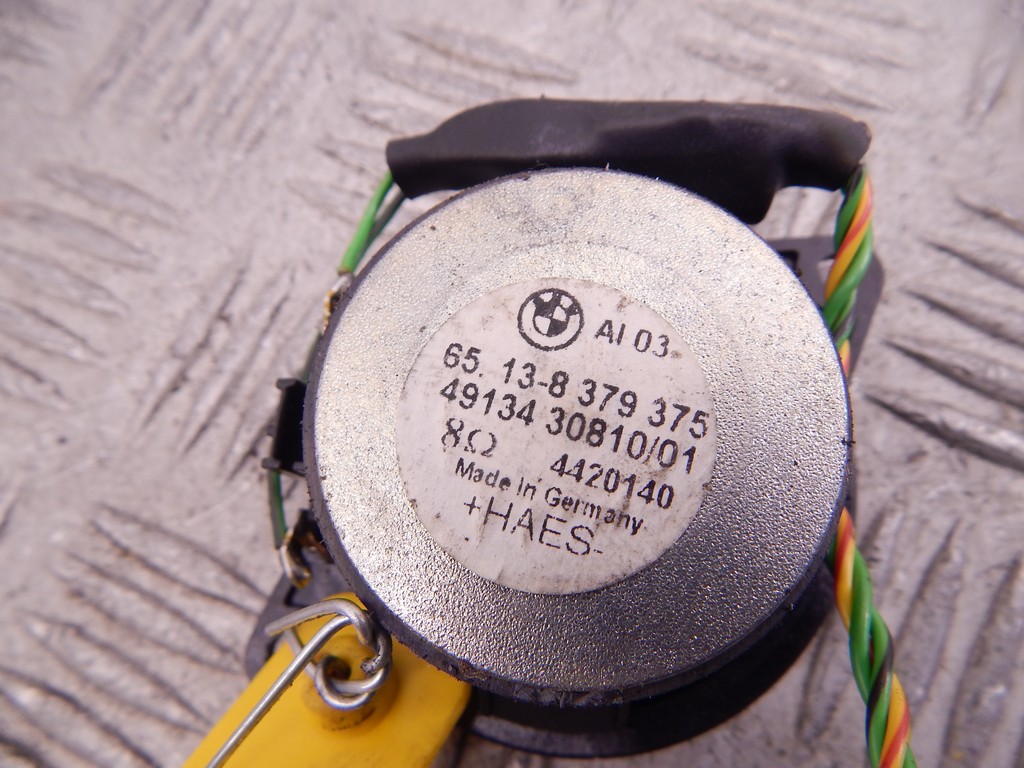 AI 03
65. 13-8 379 375
49134 30810/01
8Ω 4420140
Made in Germany
+HAES-